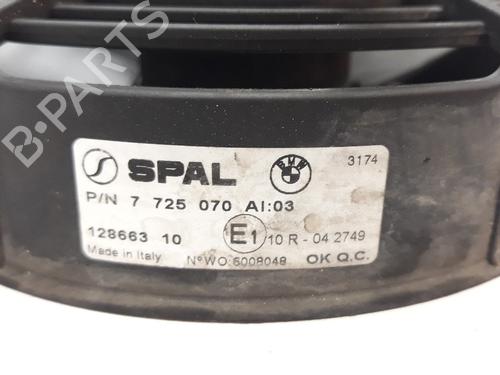 B·PARTS
SPAL BMW 3174
P/N 7 725 070 AI:03
128663 10 E1 10 R - 04 2749
Made in Italy N°WO:6008048 OK Q.C.